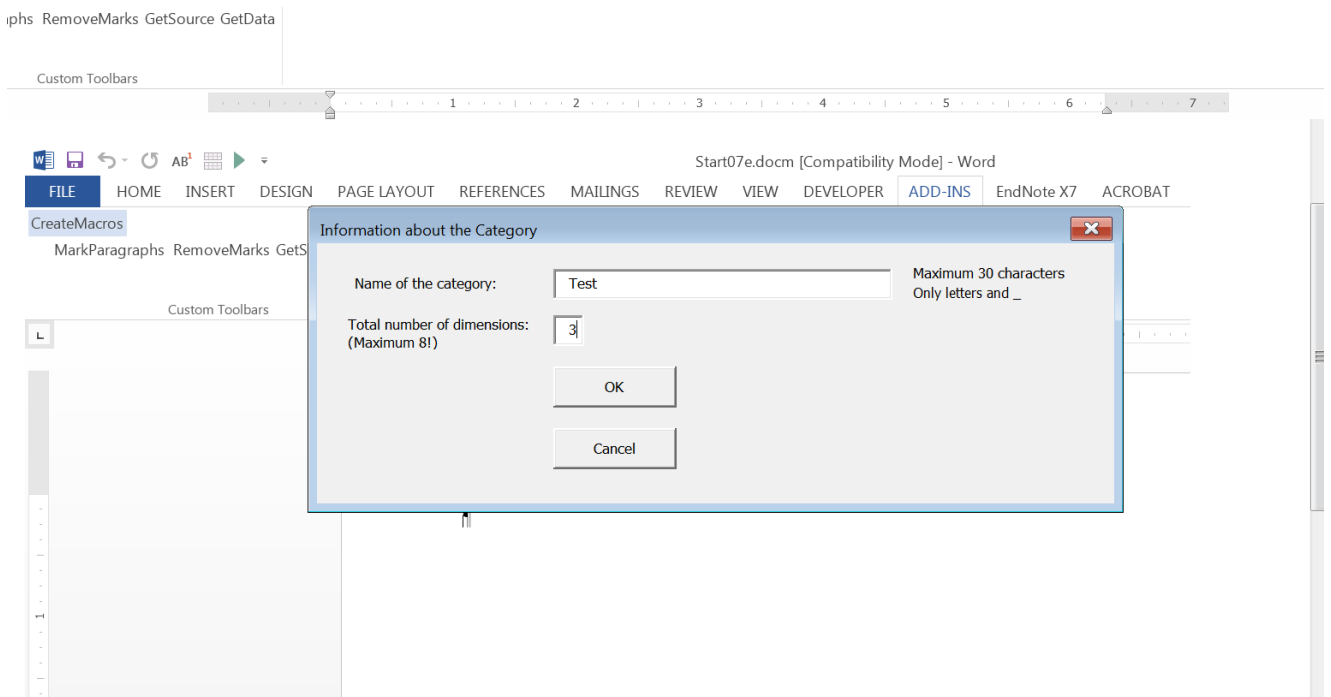 phs RemoveMarks GetSource GetData
Custom Toolbars
1 2 3 4 5 6 7
AB¹ Start07e.docm [Compatibility Mode] - Word
FILE HOME INSERT DESIGN PAGE LAYOUT REFERENCES MAILINGS REVIEW VIEW DEVELOPER ADD-INS EndNote X7 ACROBAT
CreateMacros
MarkParagraphs RemoveMarks GetS
Custom Toolbars
Information about the Category
Name of the category: Test
Maximum 30 characters
Only letters and _
Total number of dimensions: 3
(Maximum 8!)
OK
Cancel
¶
1